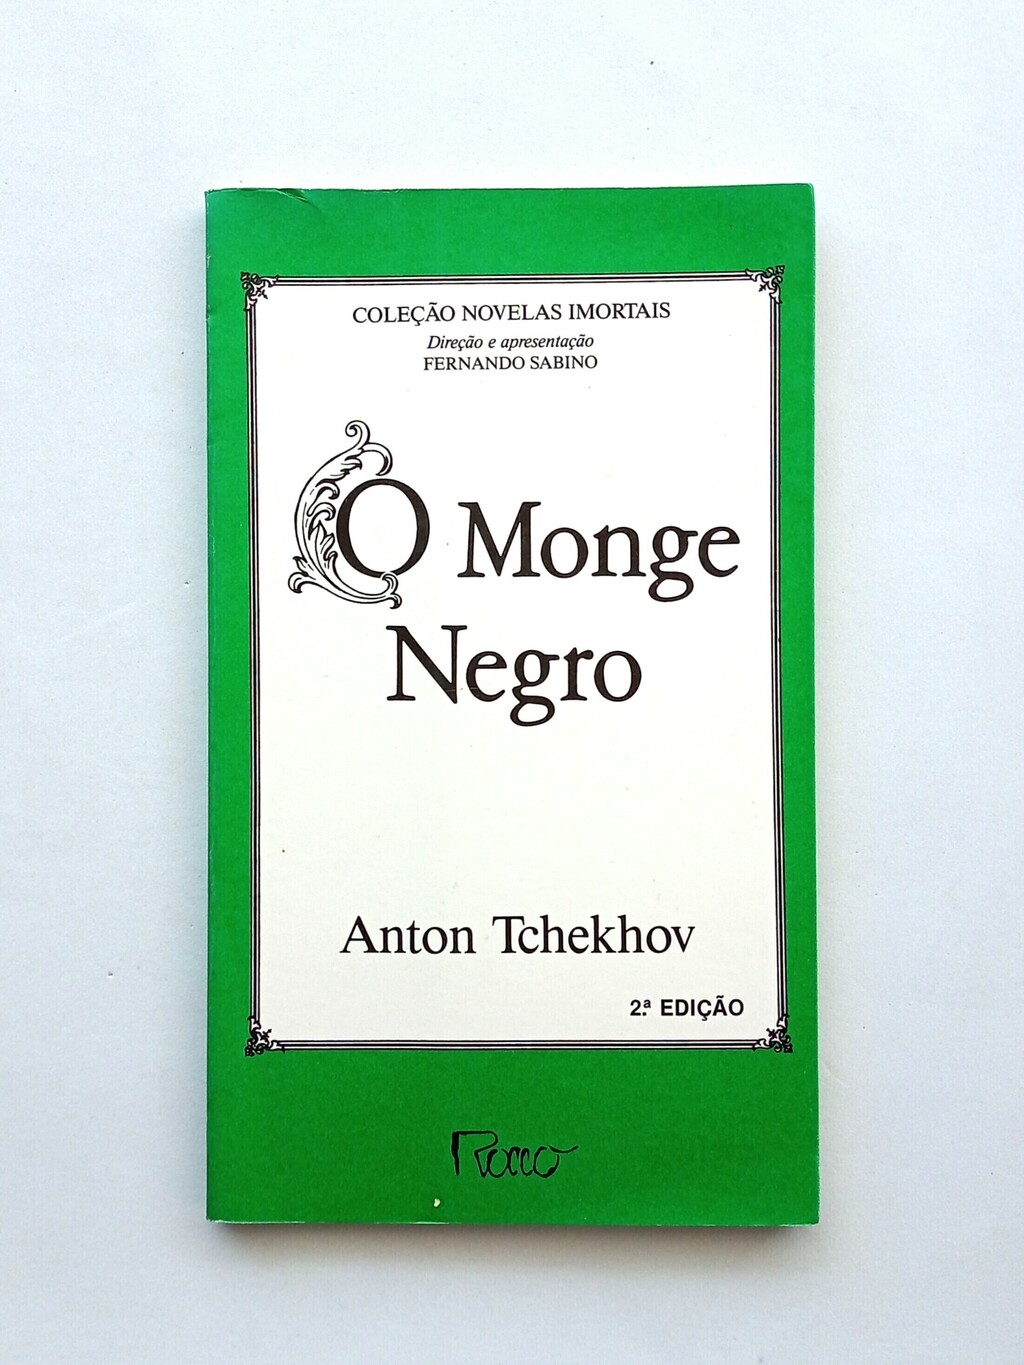 COLEÇÃO NOVELAS IMORTAIS
Direção e apresentação
FERNANDO SABINO
O Monge
Negro
Anton Tchekhov
2.ª EDIÇÃO
Rocco